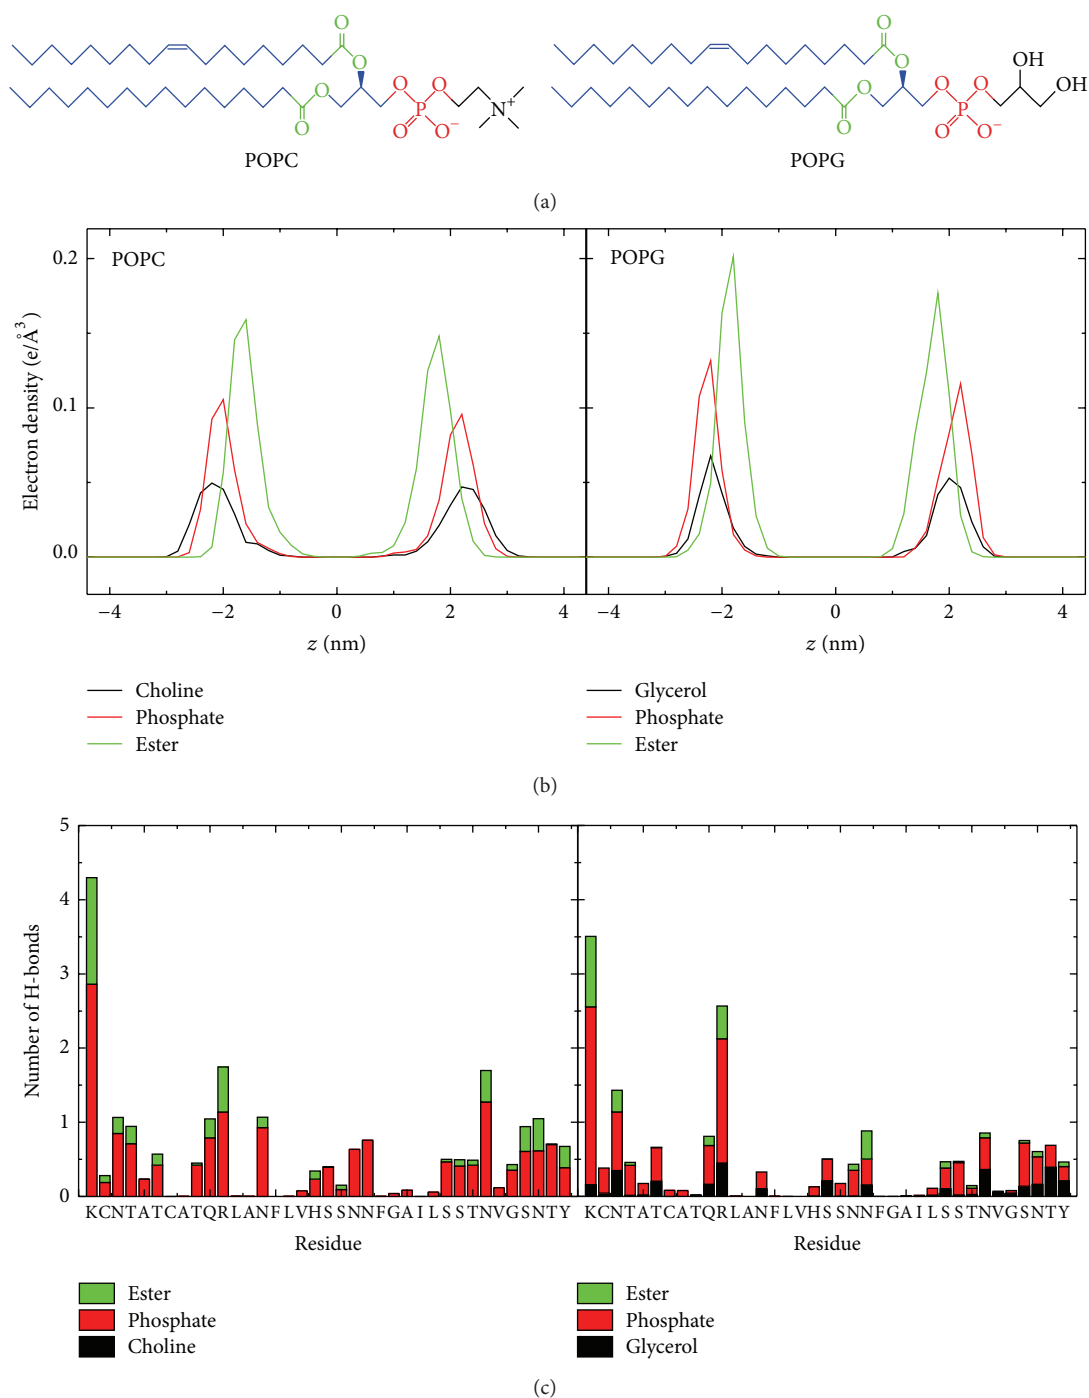 O O
O O
OH
O O O O O O O O OH
P N+ P
O O O− O O O−
POPC POPG
(a)
POPC POPG
0.2
0.1
0.0
Electron density (e/Å3)
−4 −2 0 2 4 −4 −2 0 2 4
z (nm) z (nm)
Choline Glycerol
Phosphate Phosphate
Ester Ester
(b)
5
4
3
2
1
0
Number of H-bonds
KCNTATCATQRLANFLVHSSNNFGAILSSTNVGSNTY KCNTATCATQRLANFLVHSSNNFGAILSSTNVGSNTY
Residue Residue
Ester Ester
Phosphate Phosphate
Choline Glycerol
(c)